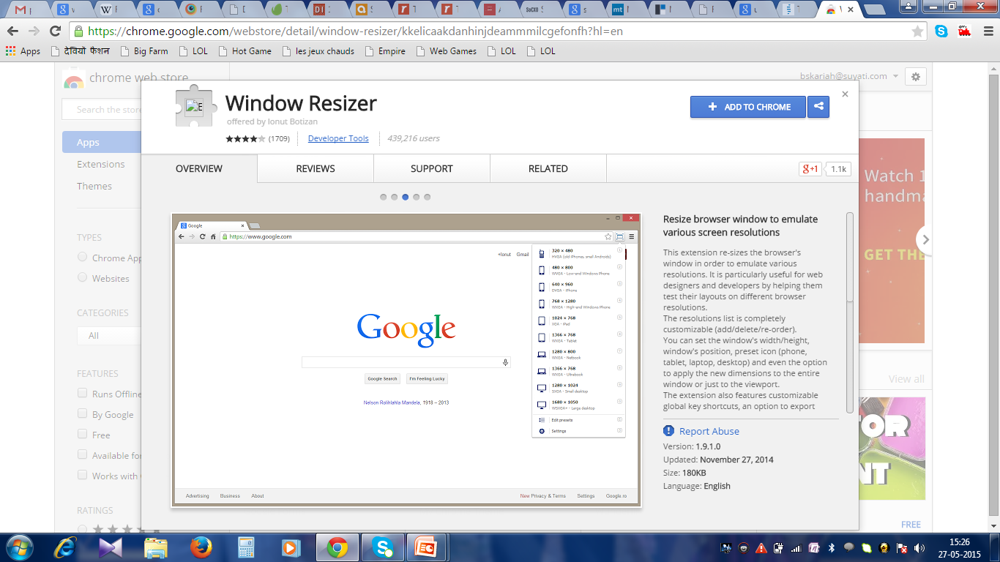 https://chrome.google.com/webstore/detail/window-resizer/kkelicaakdanhinjdeammmilcgefonfh?hl=en
Apps देवियों फैशन Big Farm LOL Hot Game les jeux chauds Empire Web Games LOL LOL
chrome web store
bskariah@suyati.com
Search the store
Apps
Extensions
Themes
TYPES
Chrome App
Websites
CATEGORIES
All
FEATURES
Runs Offline
By Google
Free
Available for
Works with
RATINGS
Window Resizer
offered by Ionut Botizan
(1709) Developer Tools 439,216 users
ADD TO CHROME
OVERVIEW REVIEWS SUPPORT RELATED
g+1 1.1k
Google
https://www.google.com
+Ionut Gmail
Google
Google Search I'm Feeling Lucky
Nelson Rolihlahla Mandela, 1918 – 2013
320 × 480
HVGA (old iPhones, small Androids)
480 × 800
WVGA - Low-end Windows Phone
640 × 960
DVGA - iPhone
768 × 1280
WXGA - High-end Windows Phone
1024 × 768
XGA - iPad
1366 × 768
WXGA - Tablet
1280 × 800
WXGA - Netbook
1366 × 768
WXGA - Ultrabook
1280 × 1024
SXGA - Small desktop
1680 × 1050
WSXGA+ - Large desktop
Edit presets
Settings
Advertising Business About New Privacy & Terms Settings Google.ro
Resize browser window to emulate
various screen resolutions
This extension re-sizes the browser's
window in order to emulate various
resolutions. It is particularly useful for web
designers and developers by helping them
test their layouts on different browser
resolutions.
The resolutions list is completely
customizable (add/delete/re-order).
You can set the window's width/height,
window's position, preset icon (phone,
tablet, laptop, desktop) and even the option
to apply the new dimensions to the entire
window or just to the viewport.
The extension also features customizable
global key shortcuts, an option to export
Report Abuse
Version: 1.9.1.0
Updated: November 27, 2014
Size: 180KB
Language: English
Watch 1
handma
GET THE
View all
TOR
NT
FREE
15:26
27-05-2015